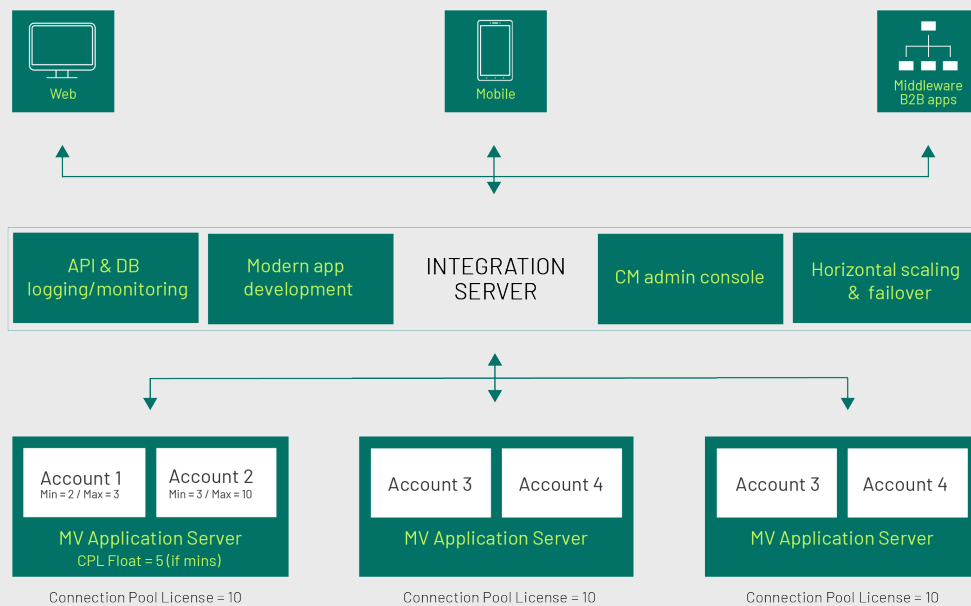 Web
Mobile
Middleware
B2B apps
API & DB
logging/monitoring
Modern app
development
INTEGRATION
SERVER
CM admin console
Horizontal scaling
& failover
Account 1
Min = 2 / Max = 3
Account 2
Min = 3 / Max = 10
MV Application Server
CPL Float = 5 (if mins)
Connection Pool License = 10
Account 3
Account 4
MV Application Server
Connection Pool License = 10
Account 3
Account 4
MV Application Server
Connection Pool License = 10